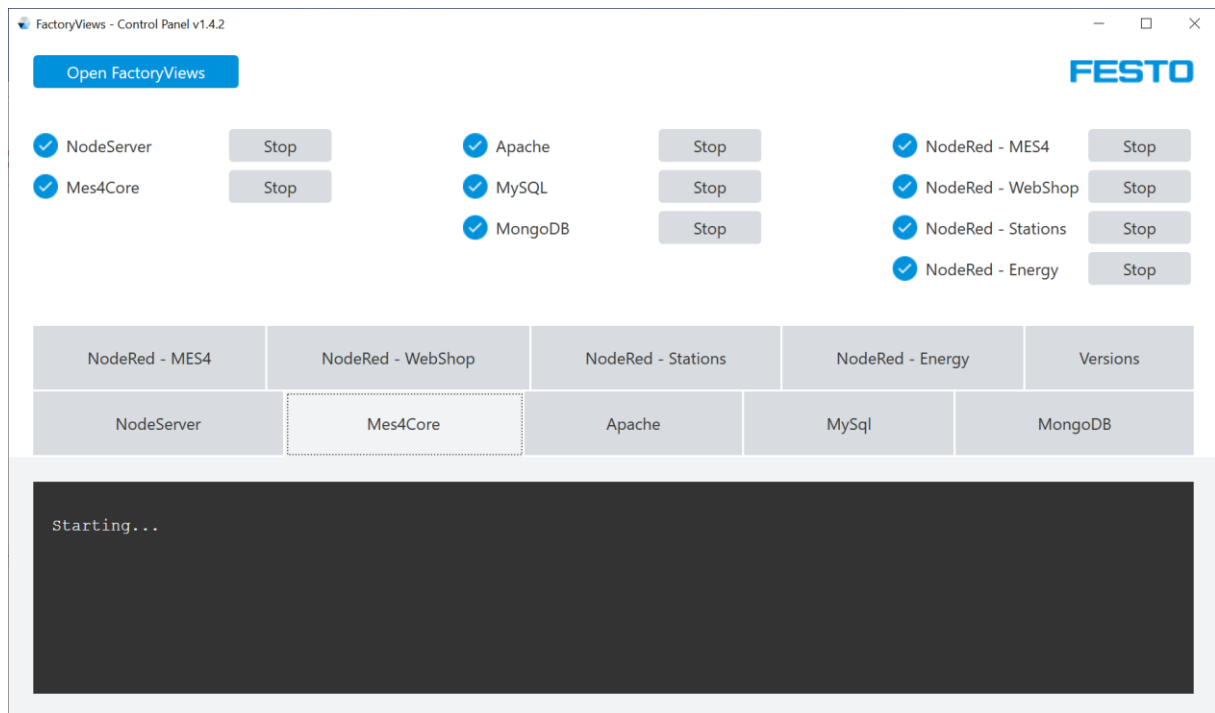 FactoryViews - Control Panel v1.4.2
Open FactoryViews
FESTO
NodeServer Stop Apache Stop NodeRed - MES4 Stop
Mes4Core Stop MySQL Stop NodeRed - WebShop Stop
MongoDB Stop NodeRed - Stations Stop
NodeRed - Energy Stop
NodeRed - MES4 NodeRed - WebShop NodeRed - Stations NodeRed - Energy Versions
NodeServer Mes4Core Apache MySql MongoDB
Starting...